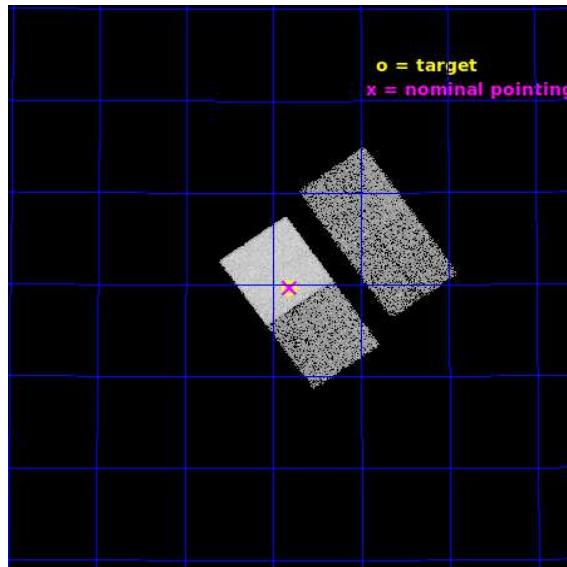 o = target
x = nominal pointing